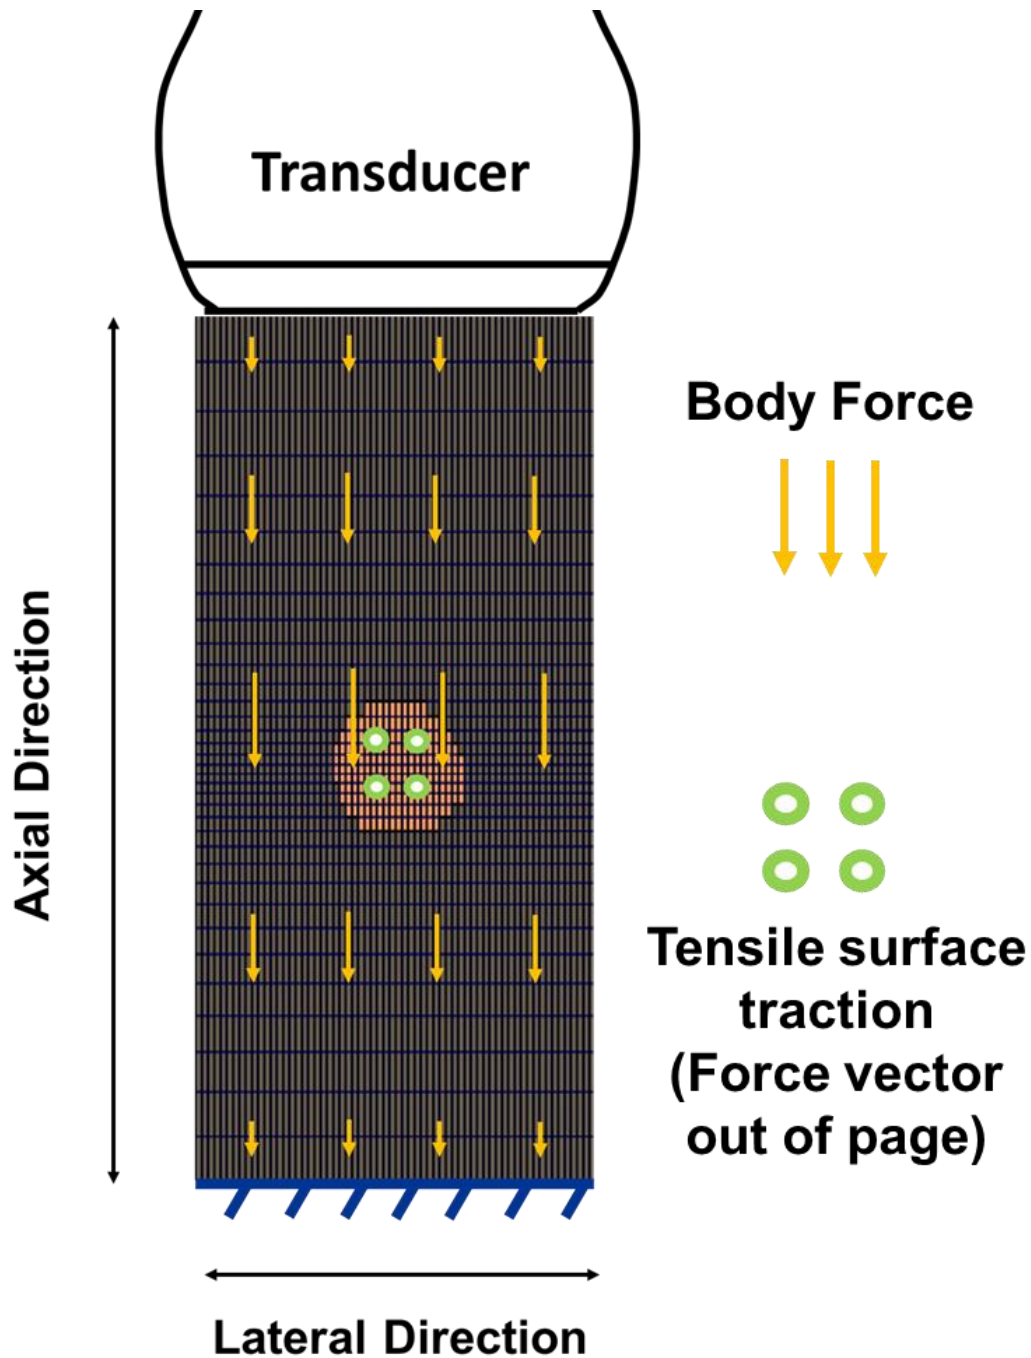 Transducer
Body Force
Axial Direction
Tensile surface
traction
(Force vector
out of page)
Lateral Direction